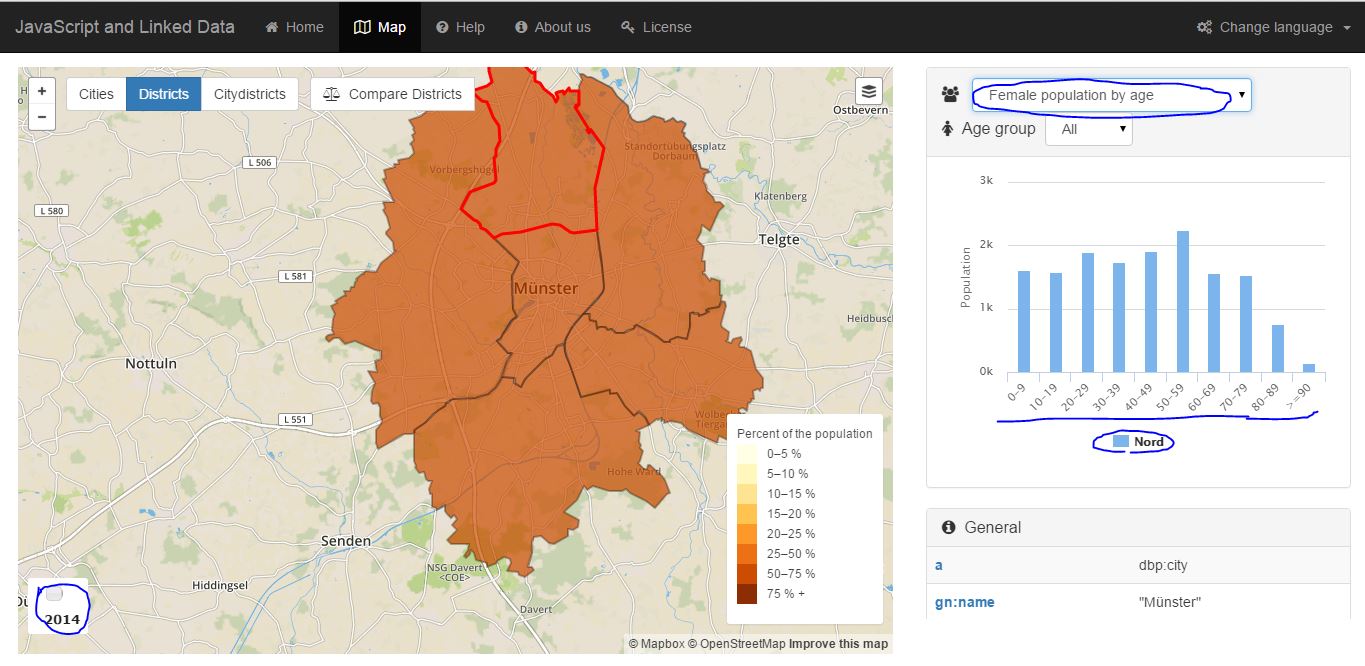 JavaScript and Linked Data Home Map Help About us License Change language
+
−
Cities Districts Citydistricts Compare Districts
Ostbevern
Standortübungsplatz
Dorbaum
L 506
Vorbergshügel
Klatenberg
L 580
Telgte
L 581
Münster
Heidbusch
Nottuln
L 551
Wolbe
Tierga
Hohe Ward
Senden
NSG Davert
<COE>
Hiddingsel
Davert
2014
Percent of the population
0–5 %
5–10 %
10–15 %
15–20 %
20–25 %
25–50 %
50–75 %
75 % +
© Mapbox © OpenStreetMap Improve this map
Female population by age
Age group All
3k
2k
1k
0k
Population
0–9 10–19 20–29 30–39 40–49 50–59 60–69 70–79 80–89 >=90
Nord
General
a dbp:city
gn:name "Münster"